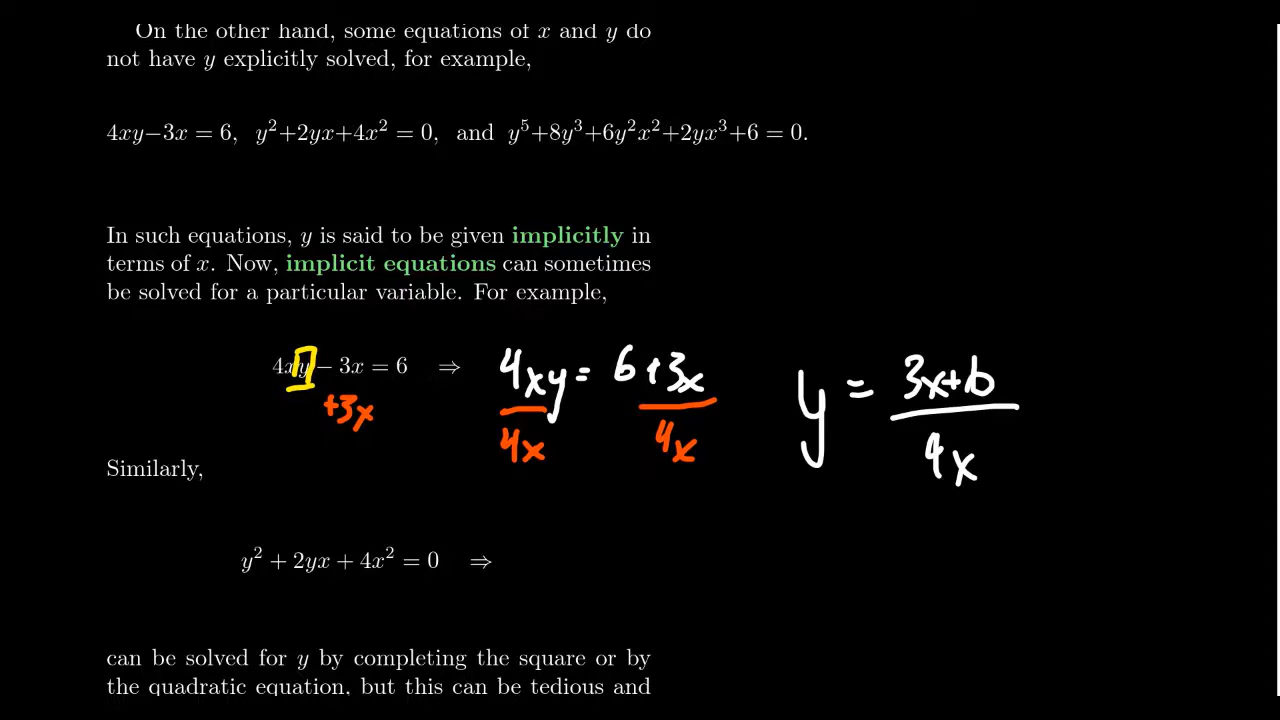 On the other hand, some equations of x and y do
not have y explicitly solved, for example,
4xy−3x = 6, y²+2yx+4x² = 0, and y⁵+8y³+6y²x²+2yx³+6 = 0.
In such equations, y is said to be given implicitly in
terms of x. Now, implicit equations can sometimes
be solved for a particular variable. For example,
4xy − 3x = 6 ⇒ 4xy = 6 + 3x y = 3x+6
+3x 4x 4x 4x
Similarly,
y² + 2yx + 4x² = 0 ⇒
can be solved for y by completing the square or by
the quadratic equation, but this can be tedious and